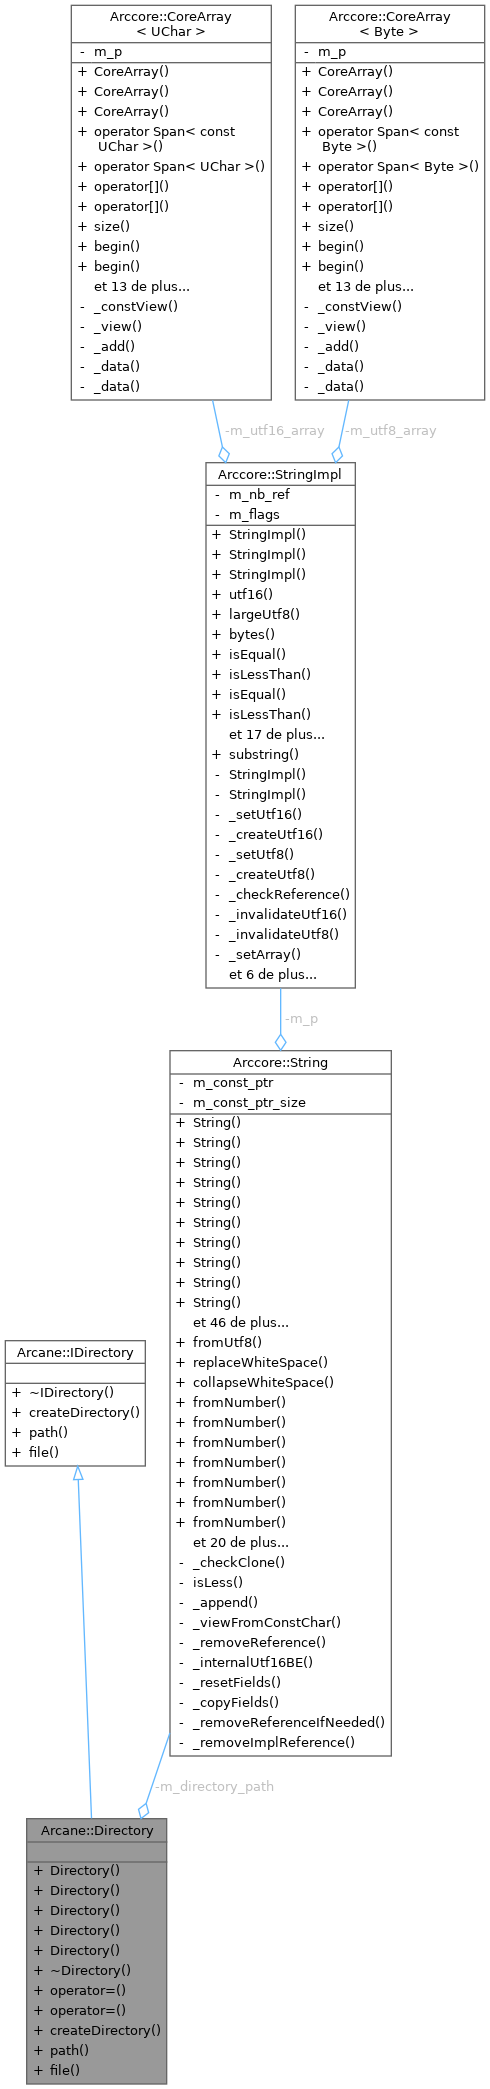 Arccore::CoreArray
< UChar >
- m_p
+ CoreArray()
+ CoreArray()
+ CoreArray()
+ operator Span< const
UChar >()
+ operator Span< UChar >()
+ operator[]()
+ operator[]()
+ size()
+ begin()
+ begin()
et 13 de plus...
- _constView()
- _view()
- _add()
- _data()
- _data()
Arccore::CoreArray
< Byte >
- m_p
+ CoreArray()
+ CoreArray()
+ CoreArray()
+ operator Span< const
Byte >()
+ operator Span< Byte >()
+ operator[]()
+ operator[]()
+ size()
+ begin()
+ begin()
et 13 de plus...
- _constView()
- _view()
- _add()
- _data()
- _data()
-m_utf16_array
-m_utf8_array
Arccore::StringImpl
- m_nb_ref
- m_flags
+ StringImpl()
+ StringImpl()
+ StringImpl()
+ utf16()
+ largeUtf8()
+ bytes()
+ isEqual()
+ isLessThan()
+ isEqual()
+ isLessThan()
et 17 de plus...
+ substring()
- StringImpl()
- StringImpl()
- _setUtf16()
- _createUtf16()
- _setUtf8()
- _createUtf8()
- _checkReference()
- _invalidateUtf16()
- _invalidateUtf8()
- _setArray()
et 6 de plus...
-m_p
Arccore::String
- m_const_ptr
- m_const_ptr_size
+ String()
+ String()
+ String()
+ String()
+ String()
+ String()
+ String()
+ String()
+ String()
+ String()
et 46 de plus...
+ fromUtf8()
+ replaceWhiteSpace()
+ collapseWhiteSpace()
+ fromNumber()
+ fromNumber()
+ fromNumber()
+ fromNumber()
+ fromNumber()
+ fromNumber()
+ fromNumber()
et 20 de plus...
- _checkClone()
- isLess()
- _append()
- _viewFromConstChar()
- _removeReference()
- _internalUtf16BE()
- _resetFields()
- _copyFields()
- _removeReferenceIfNeeded()
- _removeImplReference()
Arcane::IDirectory
+ ~IDirectory()
+ createDirectory()
+ path()
+ file()
-m_directory_path
Arcane::Directory
+ Directory()
+ Directory()
+ Directory()
+ Directory()
+ Directory()
+ ~Directory()
+ operator=()
+ operator=()
+ createDirectory()
+ path()
+ file()